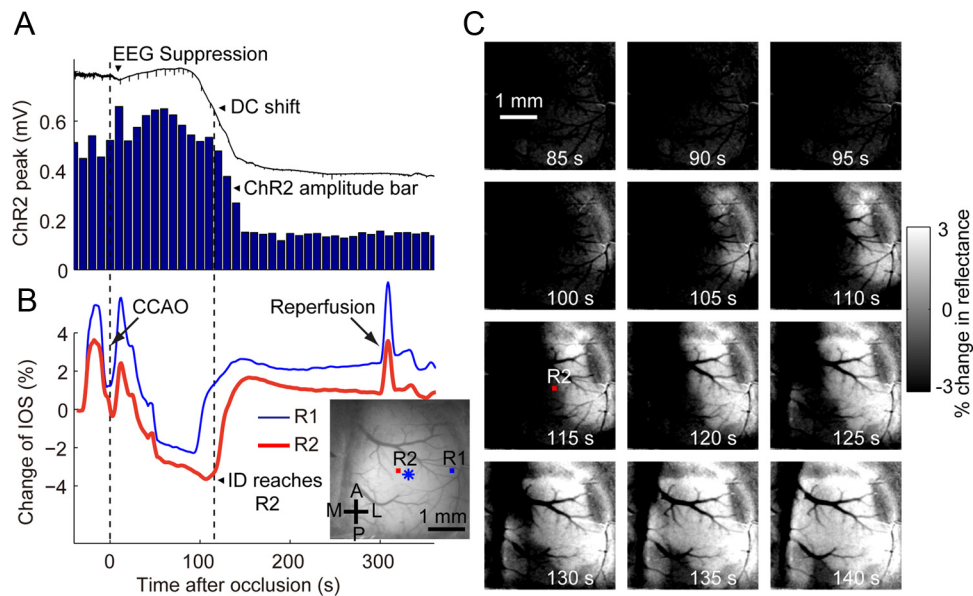 A
EEG Suppression
DC shift
ChR2 amplitude bar
ChR2 peak (mV)
0.6
0.4
0.2
0
B
CCAO
Reperfusion
R1
R2
ID reaches
R2
Change of IOS (%)
4
2
0
−2
−4
0
100
200
300
Time after occlusion (s)
R2
R1
A
M
L
P
1 mm
C
1 mm
85 s
90 s
95 s
100 s
105 s
110 s
R2
115 s
120 s
125 s
130 s
135 s
140 s
3
0
-3
% change in reflectance